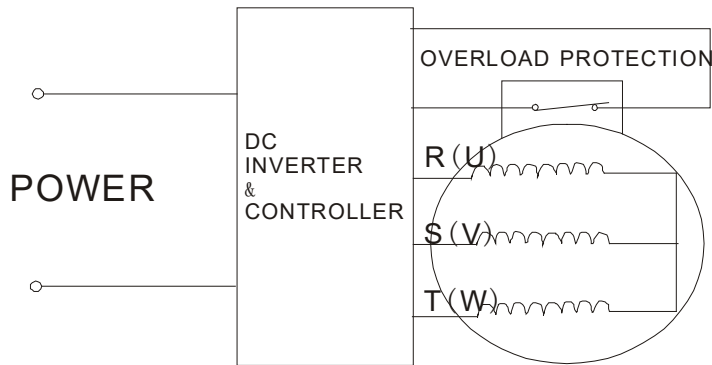 OVERLOAD PROTECTION
DC
INVERTER
&
CONTROLLER
POWER
R(U)
S(V)
T(W)